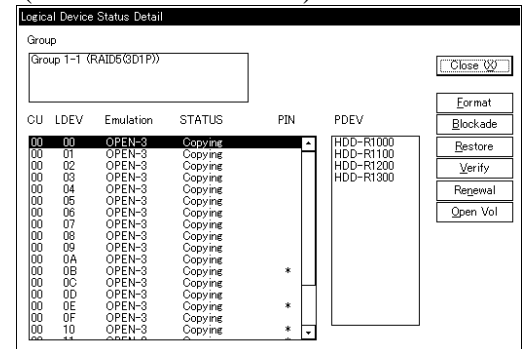 Logical Device Status Detail
Group
Group 1-1 (RAID5(3D1P))
Close (X)
Format
Blockade
Restore
Verify
Renewal
Open Vol
CU LDEV Emulation STATUS PIN PDEV
00 00 OPEN-3 Copying
00 01 OPEN-3 Copying
00 02 OPEN-3 Copying
00 03 OPEN-3 Copying
00 04 OPEN-3 Copying
00 05 OPEN-3 Copying
00 06 OPEN-3 Copying
00 07 OPEN-3 Copying
00 08 OPEN-3 Copying
00 09 OPEN-3 Copying
00 0A OPEN-3 Copying
00 0B OPEN-3 Copying *
00 0C OPEN-3 Copying
00 0D OPEN-3 Copying
00 0E OPEN-3 Copying *
00 0F OPEN-3 Copying
00 10 OPEN-3 Copying *
HDD-R1000
HDD-R1100
HDD-R1200
HDD-R1300